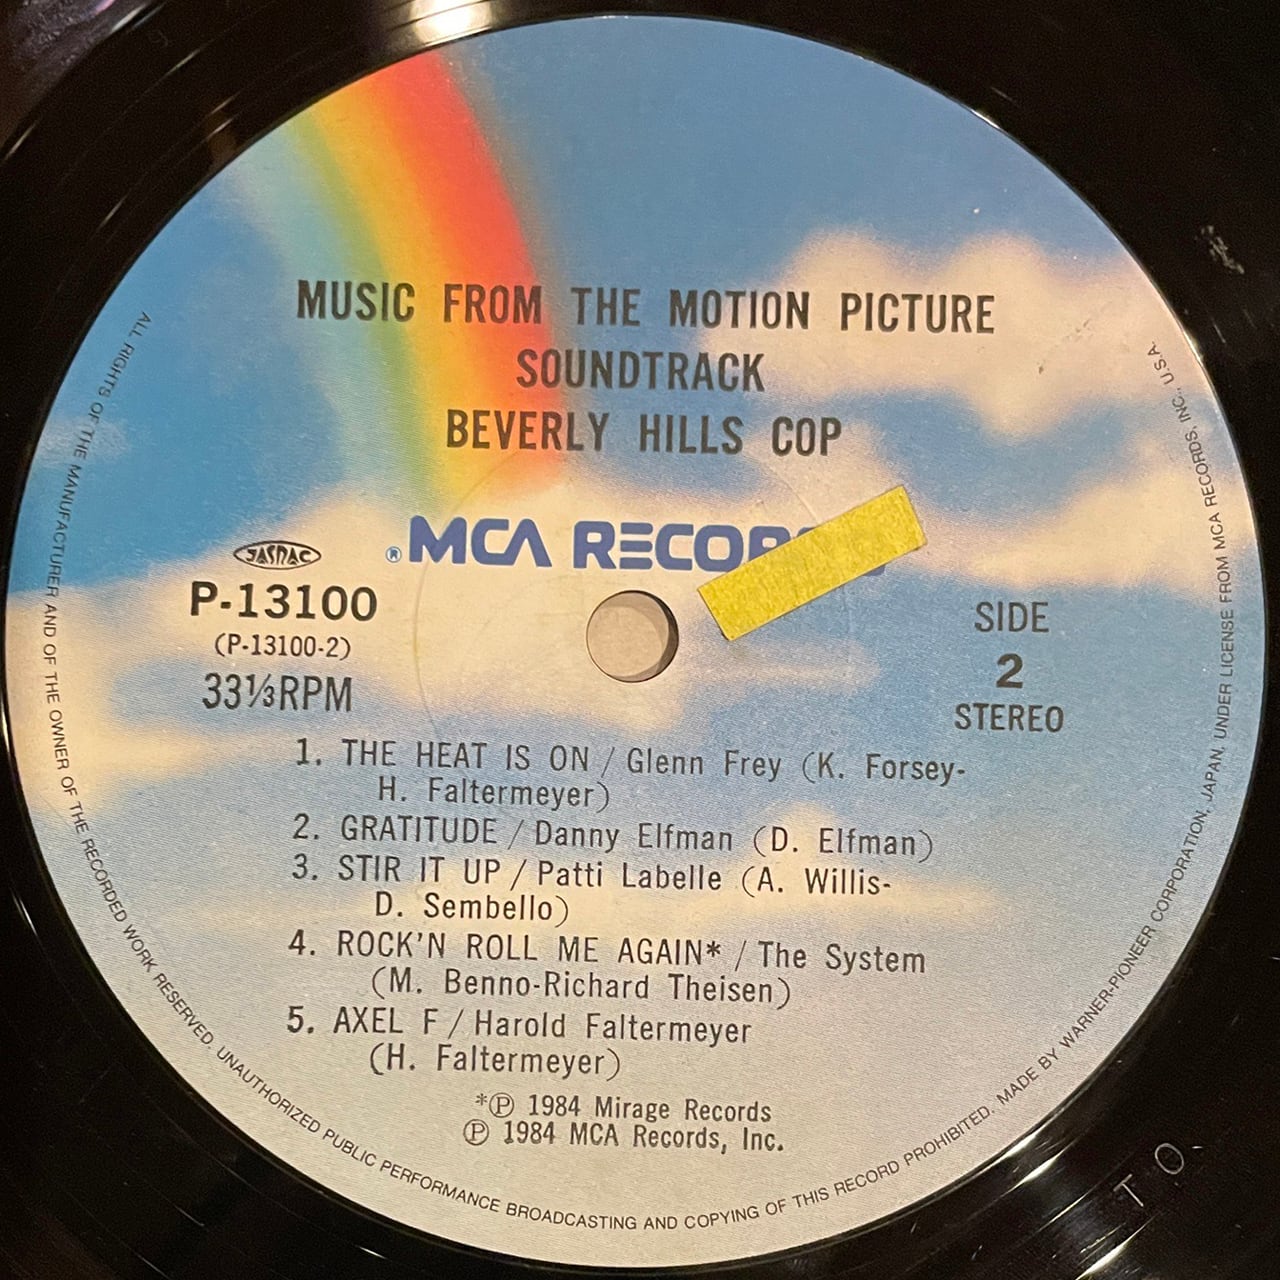 MUSIC FROM THE MOTION PICTURE
SOUNDTRACK
BEVERLY HILLS COP
® MCA
JASRAC
P-13100
(P-13100-2)
33⅓RPM
SIDE
2
STEREO
1. THE HEAT IS ON / Glenn Frey (K. Forsey-
H. Faltermeyer)
2. GRATITUDE / Danny Elfman (D. Elfman)
3. STIR IT UP / Patti Labelle (A. Willis-
D. Sembello)
4. ROCK'N ROLL ME AGAIN* / The System
(M. Benno-Richard Theisen)
5. AXEL F / Harold Faltermeyer
(H. Faltermeyer)
*℗ 1984 Mirage Records
℗ 1984 MCA Records, Inc.
ALL RIGHTS OF THE MANUFACTURER AND OF THE OWNER OF THE RECORDED WORK RESERVED. UNAUTHORIZED PUBLIC PERFORMANCE BROADCASTING AND COPYING OF THIS RECORD PROHIBITED. MADE BY WARNER-PIONEER CORPORATION, JAPAN, UNDER LICENSE FROM MCA RECORDS, INC., U.S.A.
T O